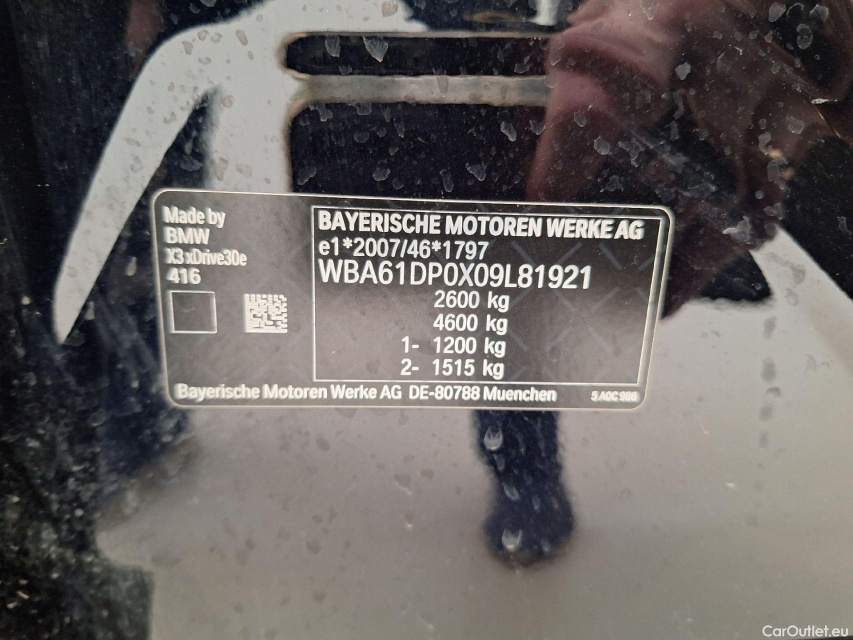 Made by
BMW
X3 xDrive30e
416
BAYERISCHE MOTOREN WERKE AG
e1*2007/46*1797
WBA61DP0X09L81921
2600 kg
4600 kg
1- 1200 kg
2- 1515 kg
Bayerische Motoren Werke AG DE-80788 Muenchen
CarOutlet.eu